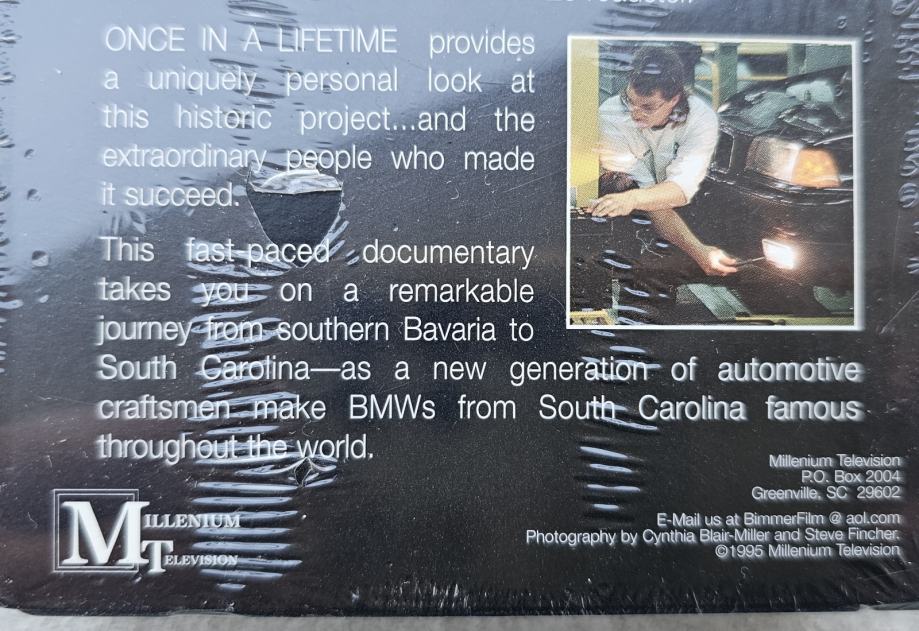 ONCE IN A LIFETIME provides
a uniquely personal look at
this historic project...and the
extraordinary people who made
it succeed.
This fast-paced documentary
takes you on a remarkable
journey from southern Bavaria to
South Carolina—as a new generation of automotive
craftsmen make BMWs from South Carolina famous
throughout the world.
Millenium Television
P.O. Box 2004
Greenville, SC 29602
E-Mail us at BimmerFilm @ aol.com
Photography by Cynthia Blair-Miller and Steve Fincher.
©1995 Millenium Television
MILLENIUM
TELEVISION